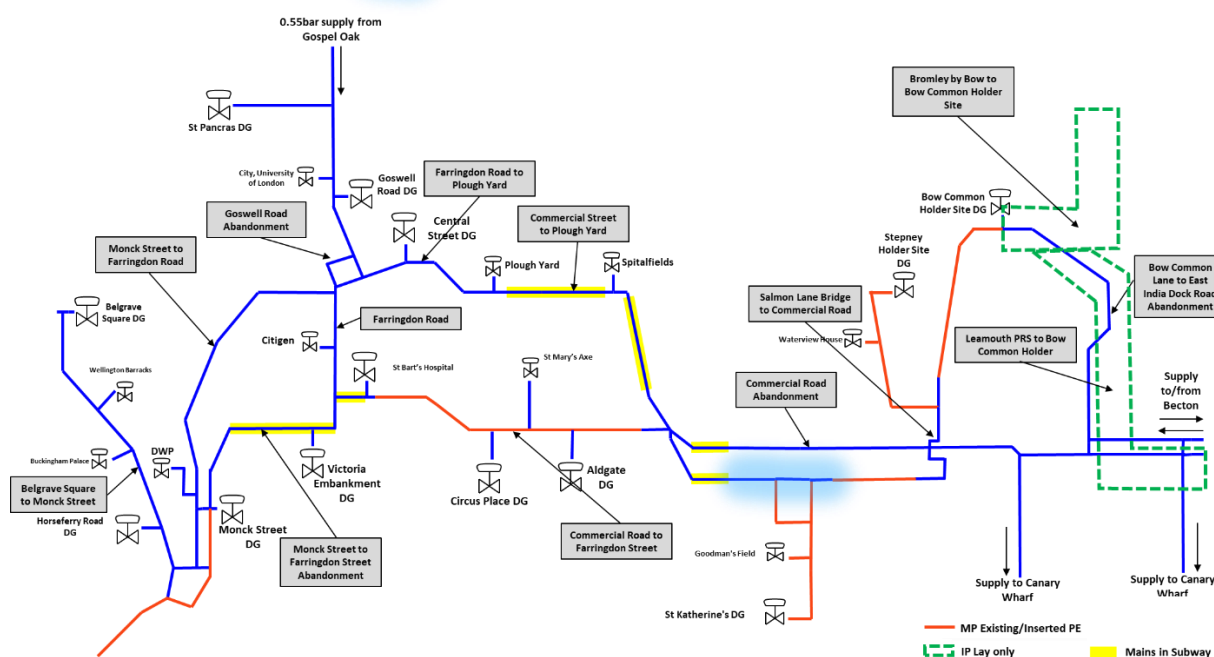 0.55bar supply from
Gospel Oak
St Pancras DG
City, University
of London
Goswell
Road DG
Farringdon Road to
Plough Yard
Central
Street DG
Goswell Road
Abandonment
Commercial Street
to Plough Yard
Monck Street to
Farringdon Road
Plough Yard
Spitalfields
Belgrave
Square DG
Farringdon Road
Citigen
Wellington Barracks
St Bart's Hospital
St Mary's Axe
Buckingham Palace
DWP
Belgrave Square
to Monck Street
Horseferry Road
DG
Monck Street
DG
Victoria
Embankment
DG
Monck Street to
Farringdon Street
Abandonment
Circus Place DG
Aldgate
DG
Commercial Road to
Farringdon Street
Commercial Road
Abandonment
Goodman's Field
St Katherine's DG
Salmon Lane Bridge
to Commercial Road
Waterview House
Stepney
Holder Site
DG
Bow Common
Holder Site DG
Bromley by Bow to
Bow Common Holder
Site
Bow Common
Lane to East
India Dock Road
Abandonment
Leamouth PRS to Bow
Common Holder
Supply
to/from
Becton
Supply to Canary
Wharf
Supply to Canary
Wharf
MP Existing/Inserted PE
IP Lay only
Mains in Subway